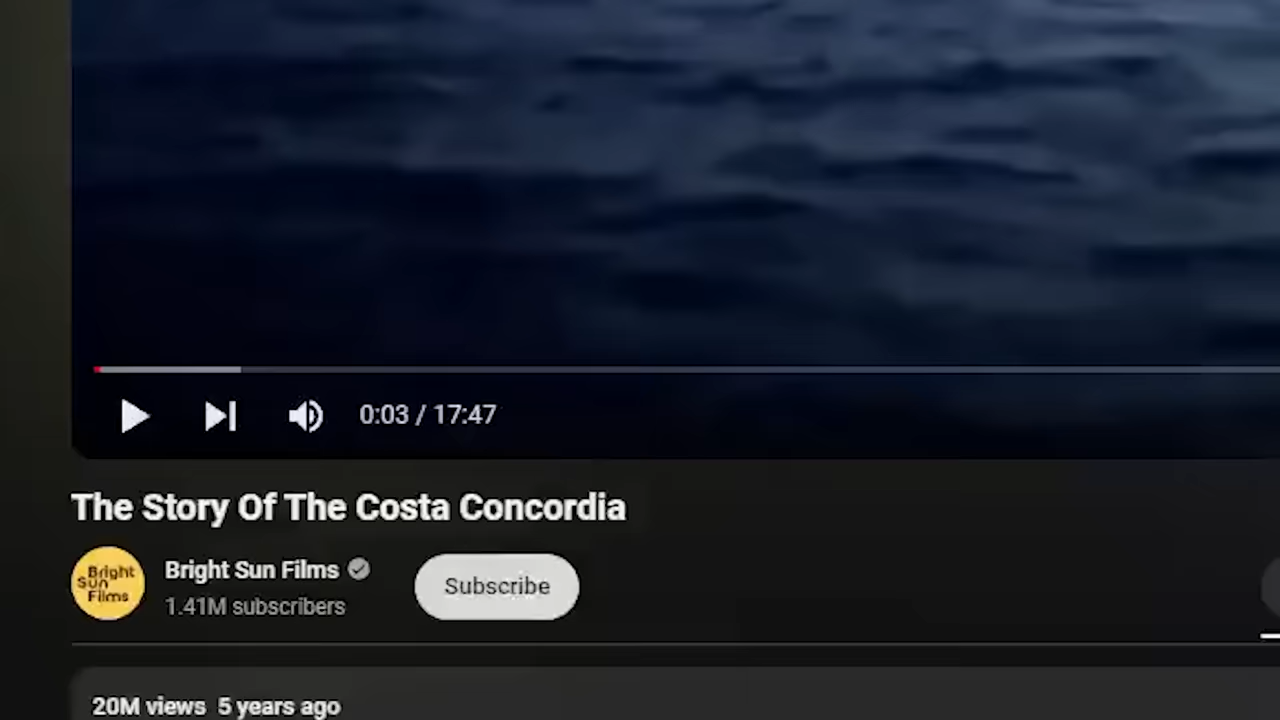 0:03 / 17:47
The Story Of The Costa Concordia
Bright
Sun
Films
Bright Sun Films
1.41M subscribers
Subscribe
20M views 5 years ago